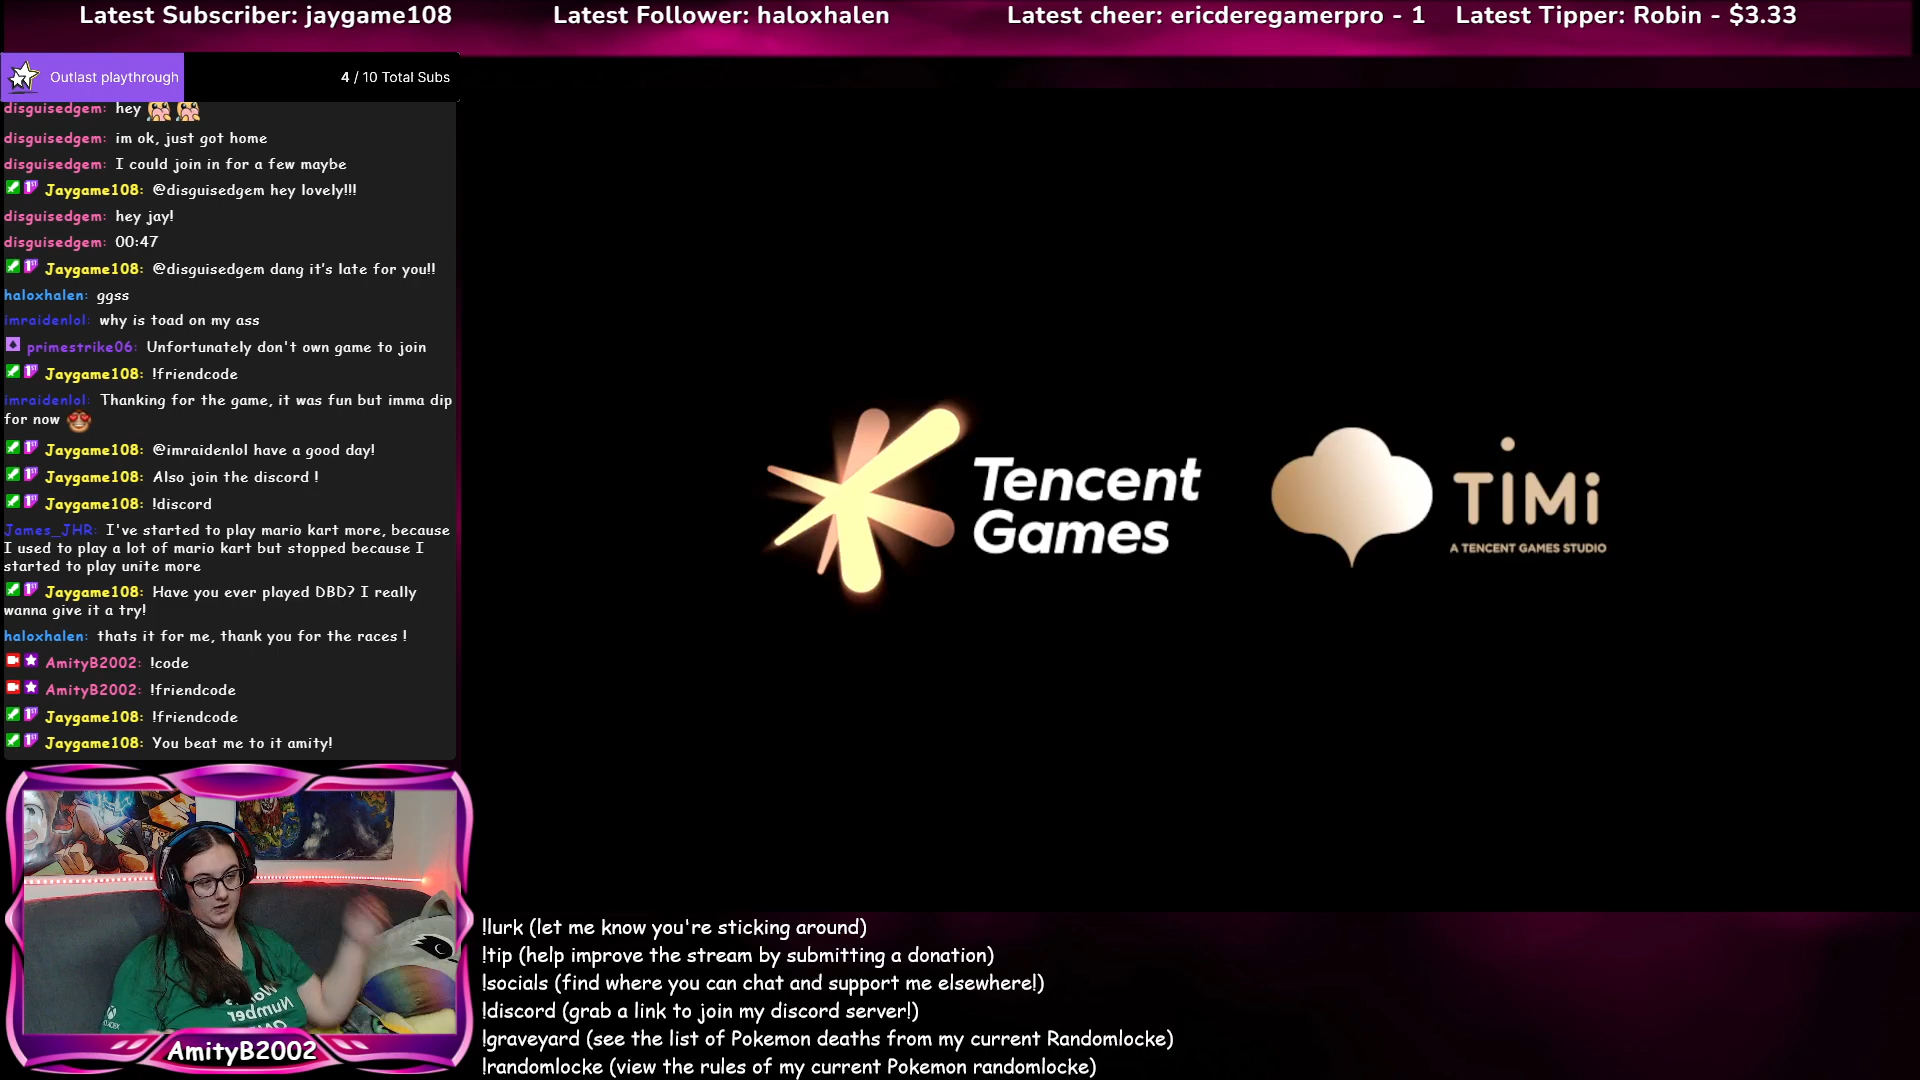 Latest Subscriber: jaygame108
Latest Follower: haloxhalen
Latest cheer: ericderegamerpro - 1
Latest Tipper: Robin - $3.33
Outlast playthrough
4 / 10 Total Subs
disguisedgem: hey
disguisedgem: im ok, just got home
disguisedgem: I could join in for a few maybe
Jaygame108: @disguisedgem hey lovely!!!
disguisedgem: hey jay!
disguisedgem: 00:47
Jaygame108: @disguisedgem dang it's late for you!!
haloxhalen: ggss
imraidenlol: why is toad on my ass
primestrike06: Unfortunately don't own game to join
Jaygame108: !friendcode
imraidenlol: Thanking for the game, it was fun but imma dip
for now
Jaygame108: @imraidenlol have a good day!
Jaygame108: Also join the discord !
Jaygame108: !discord
James_JHR: I've started to play mario kart more, because
I used to play a lot of mario kart but stopped because I
started to play unite more
Jaygame108: Have you ever played DBD? I really
wanna give it a try!
haloxhalen: thats it for me, thank you for the races !
AmityB2002: !code
AmityB2002: !friendcode
Jaygame108: !friendcode
Jaygame108: You beat me to it amity!
Tencent
Games
TiMi
A TENCENT GAMES STUDIO
Number
AmityB2002
!lurk (let me know you're sticking around)
!tip (help improve the stream by submitting a donation)
!socials (find where you can chat and support me elsewhere!)
!discord (grab a link to join my discord server!)
!graveyard (see the list of Pokemon deaths from my current Randomlocke)
!randomlocke (view the rules of my current Pokemon randomlocke)